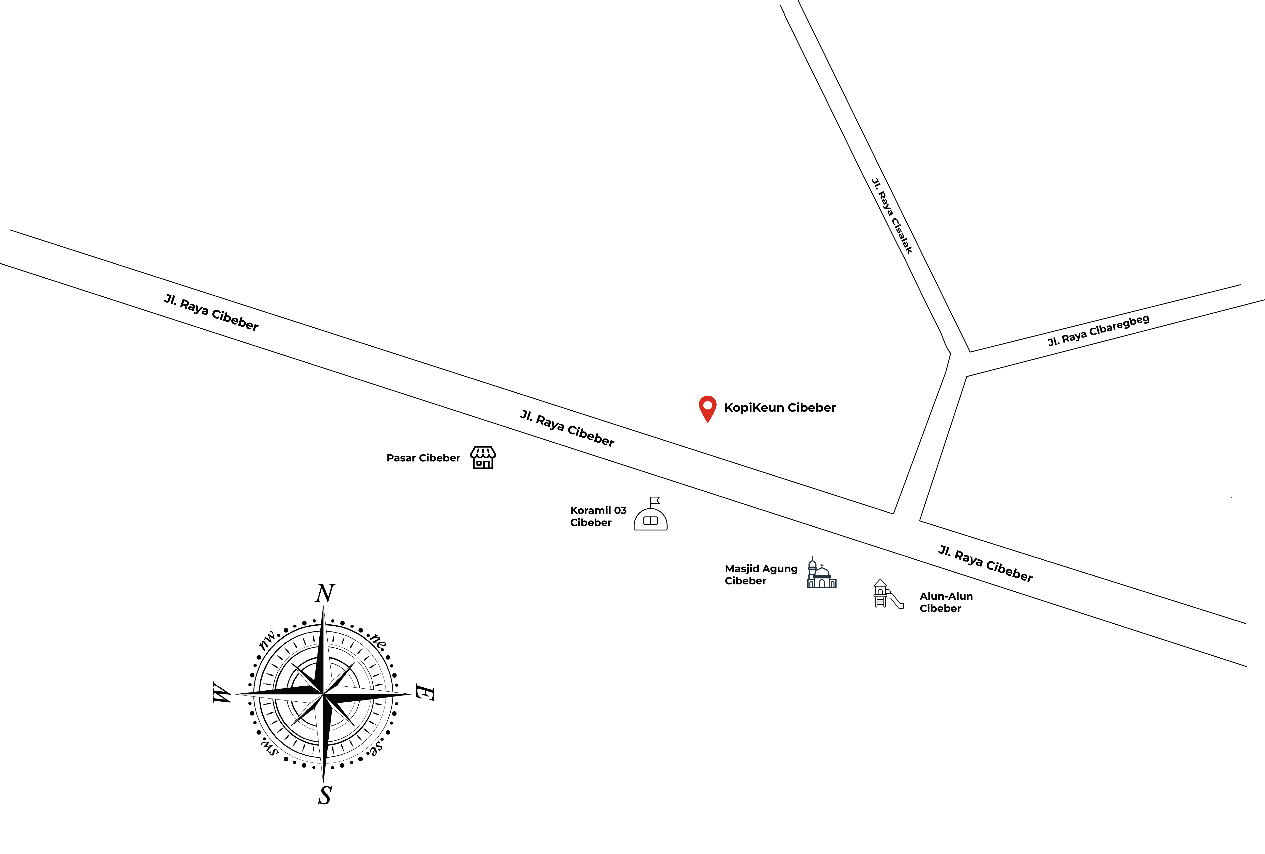 Jl. Raya Cisalak
Jl. Raya Cibeber
Jl. Raya Cibaregbeg
KopiKeun Cibeber
Jl. Raya Cibeber
Pasar Cibeber
Koramil 03
Cibeber
Jl. Raya Cibeber
Masjid Agung
Cibeber
Alun-Alun
Cibeber
N
nw
ne
W
E
sw
se
S